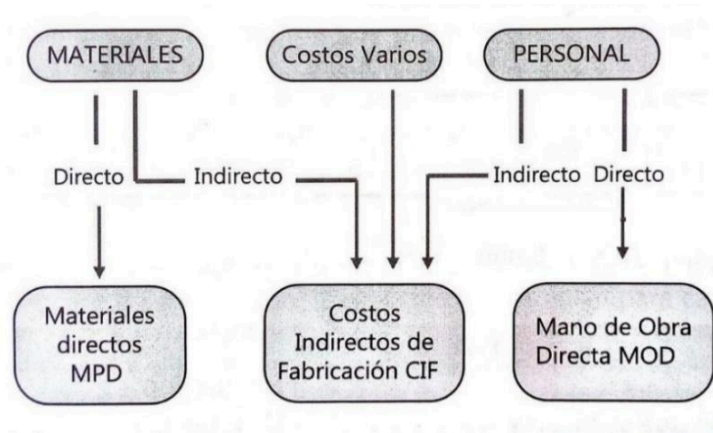 MATERIALES
Costos Varios
PERSONAL
Directo
Indirecto
Indirecto
Directo
Materiales
directos
MPD
Costos
Indirectos de
Fabricación CIF
Mano de Obra
Directa MOD